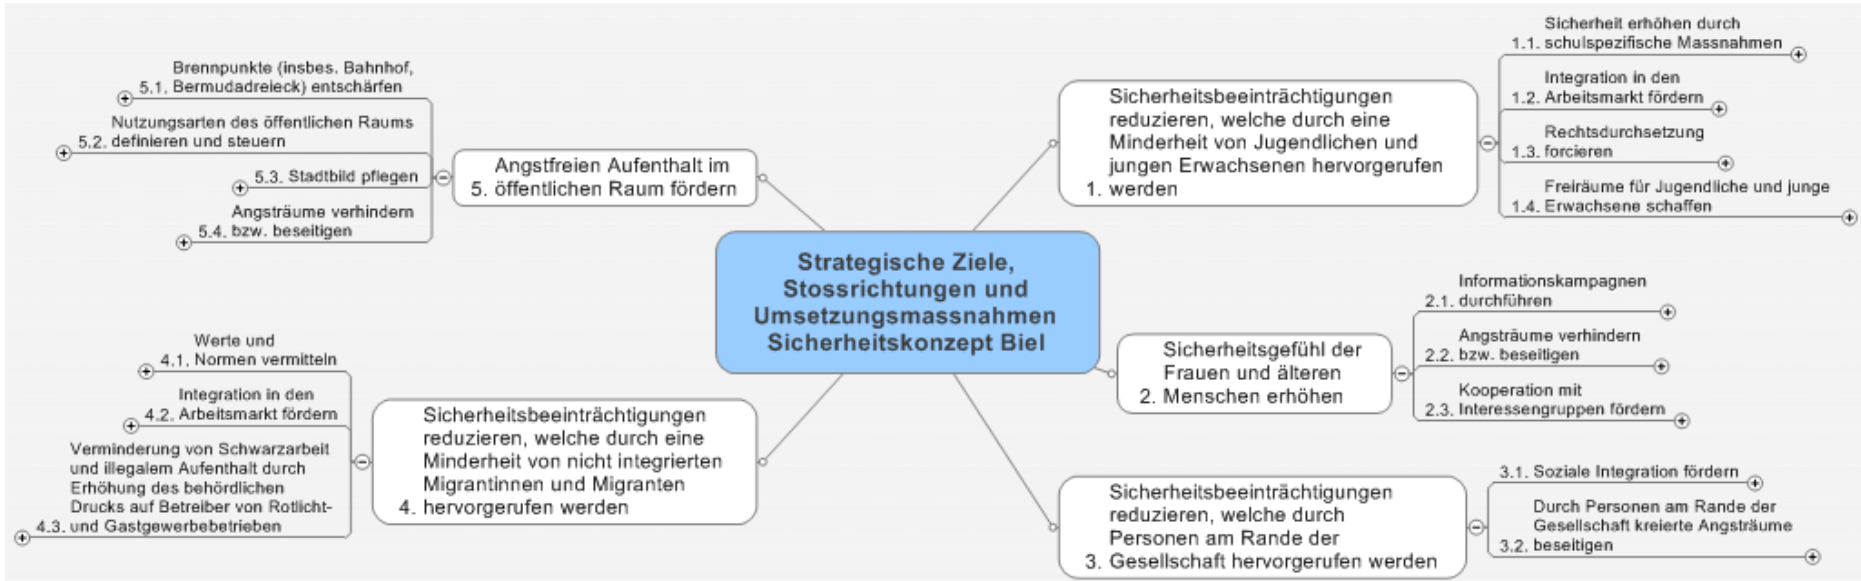 Strategische Ziele,
Stossrichtungen und
Umsetzungsmassnahmen
Sicherheitskonzept Biel
Sicherheitsbeeinträchtigungen
reduzieren, welche durch eine
Minderheit von Jugendlichen und
jungen Erwachsenen hervorgerufen
1. werden
Sicherheit erhöhen durch
1.1. schulspezifische Massnahmen
Integration in den
1.2. Arbeitsmarkt fördern
Rechtsdurchsetzung
1.3. forcieren
Freiräume für Jugendliche und junge
1.4. Erwachsene schaffen
Sicherheitsgefühl der
Frauen und älteren
2. Menschen erhöhen
Informationskampagnen
2.1. durchführen
Angsträume verhindern
2.2. bzw. beseitigen
Kooperation mit
2.3. Interessengruppen fördern
Sicherheitsbeeinträchtigungen
reduzieren, welche durch
Personen am Rande der
3. Gesellschaft hervorgerufen werden
3.1. Soziale Integration fördern
Durch Personen am Rande der
Gesellschaft kreierte Angsträume
3.2. beseitigen
Sicherheitsbeeinträchtigungen
reduzieren, welche durch eine
Minderheit von nicht integrierten
Migrantinnen und Migranten
4. hervorgerufen werden
Werte und
4.1. Normen vermitteln
Integration in den
4.2. Arbeitsmarkt fördern
Verminderung von Schwarzarbeit
und illegalem Aufenthalt durch
Erhöhung des behördlichen
Drucks auf Betreiber von Rotlicht-
4.3. und Gastgewerbebetrieben
Angstfreien Aufenthalt im
5. öffentlichen Raum fördern
Brennpunkte (insbes. Bahnhof,
5.1. Bermudadreieck) entschärfen
Nutzungsarten des öffentlichen Raums
5.2. definieren und steuern
5.3. Stadtbild pflegen
Angsträume verhindern
5.4. bzw. beseitigen